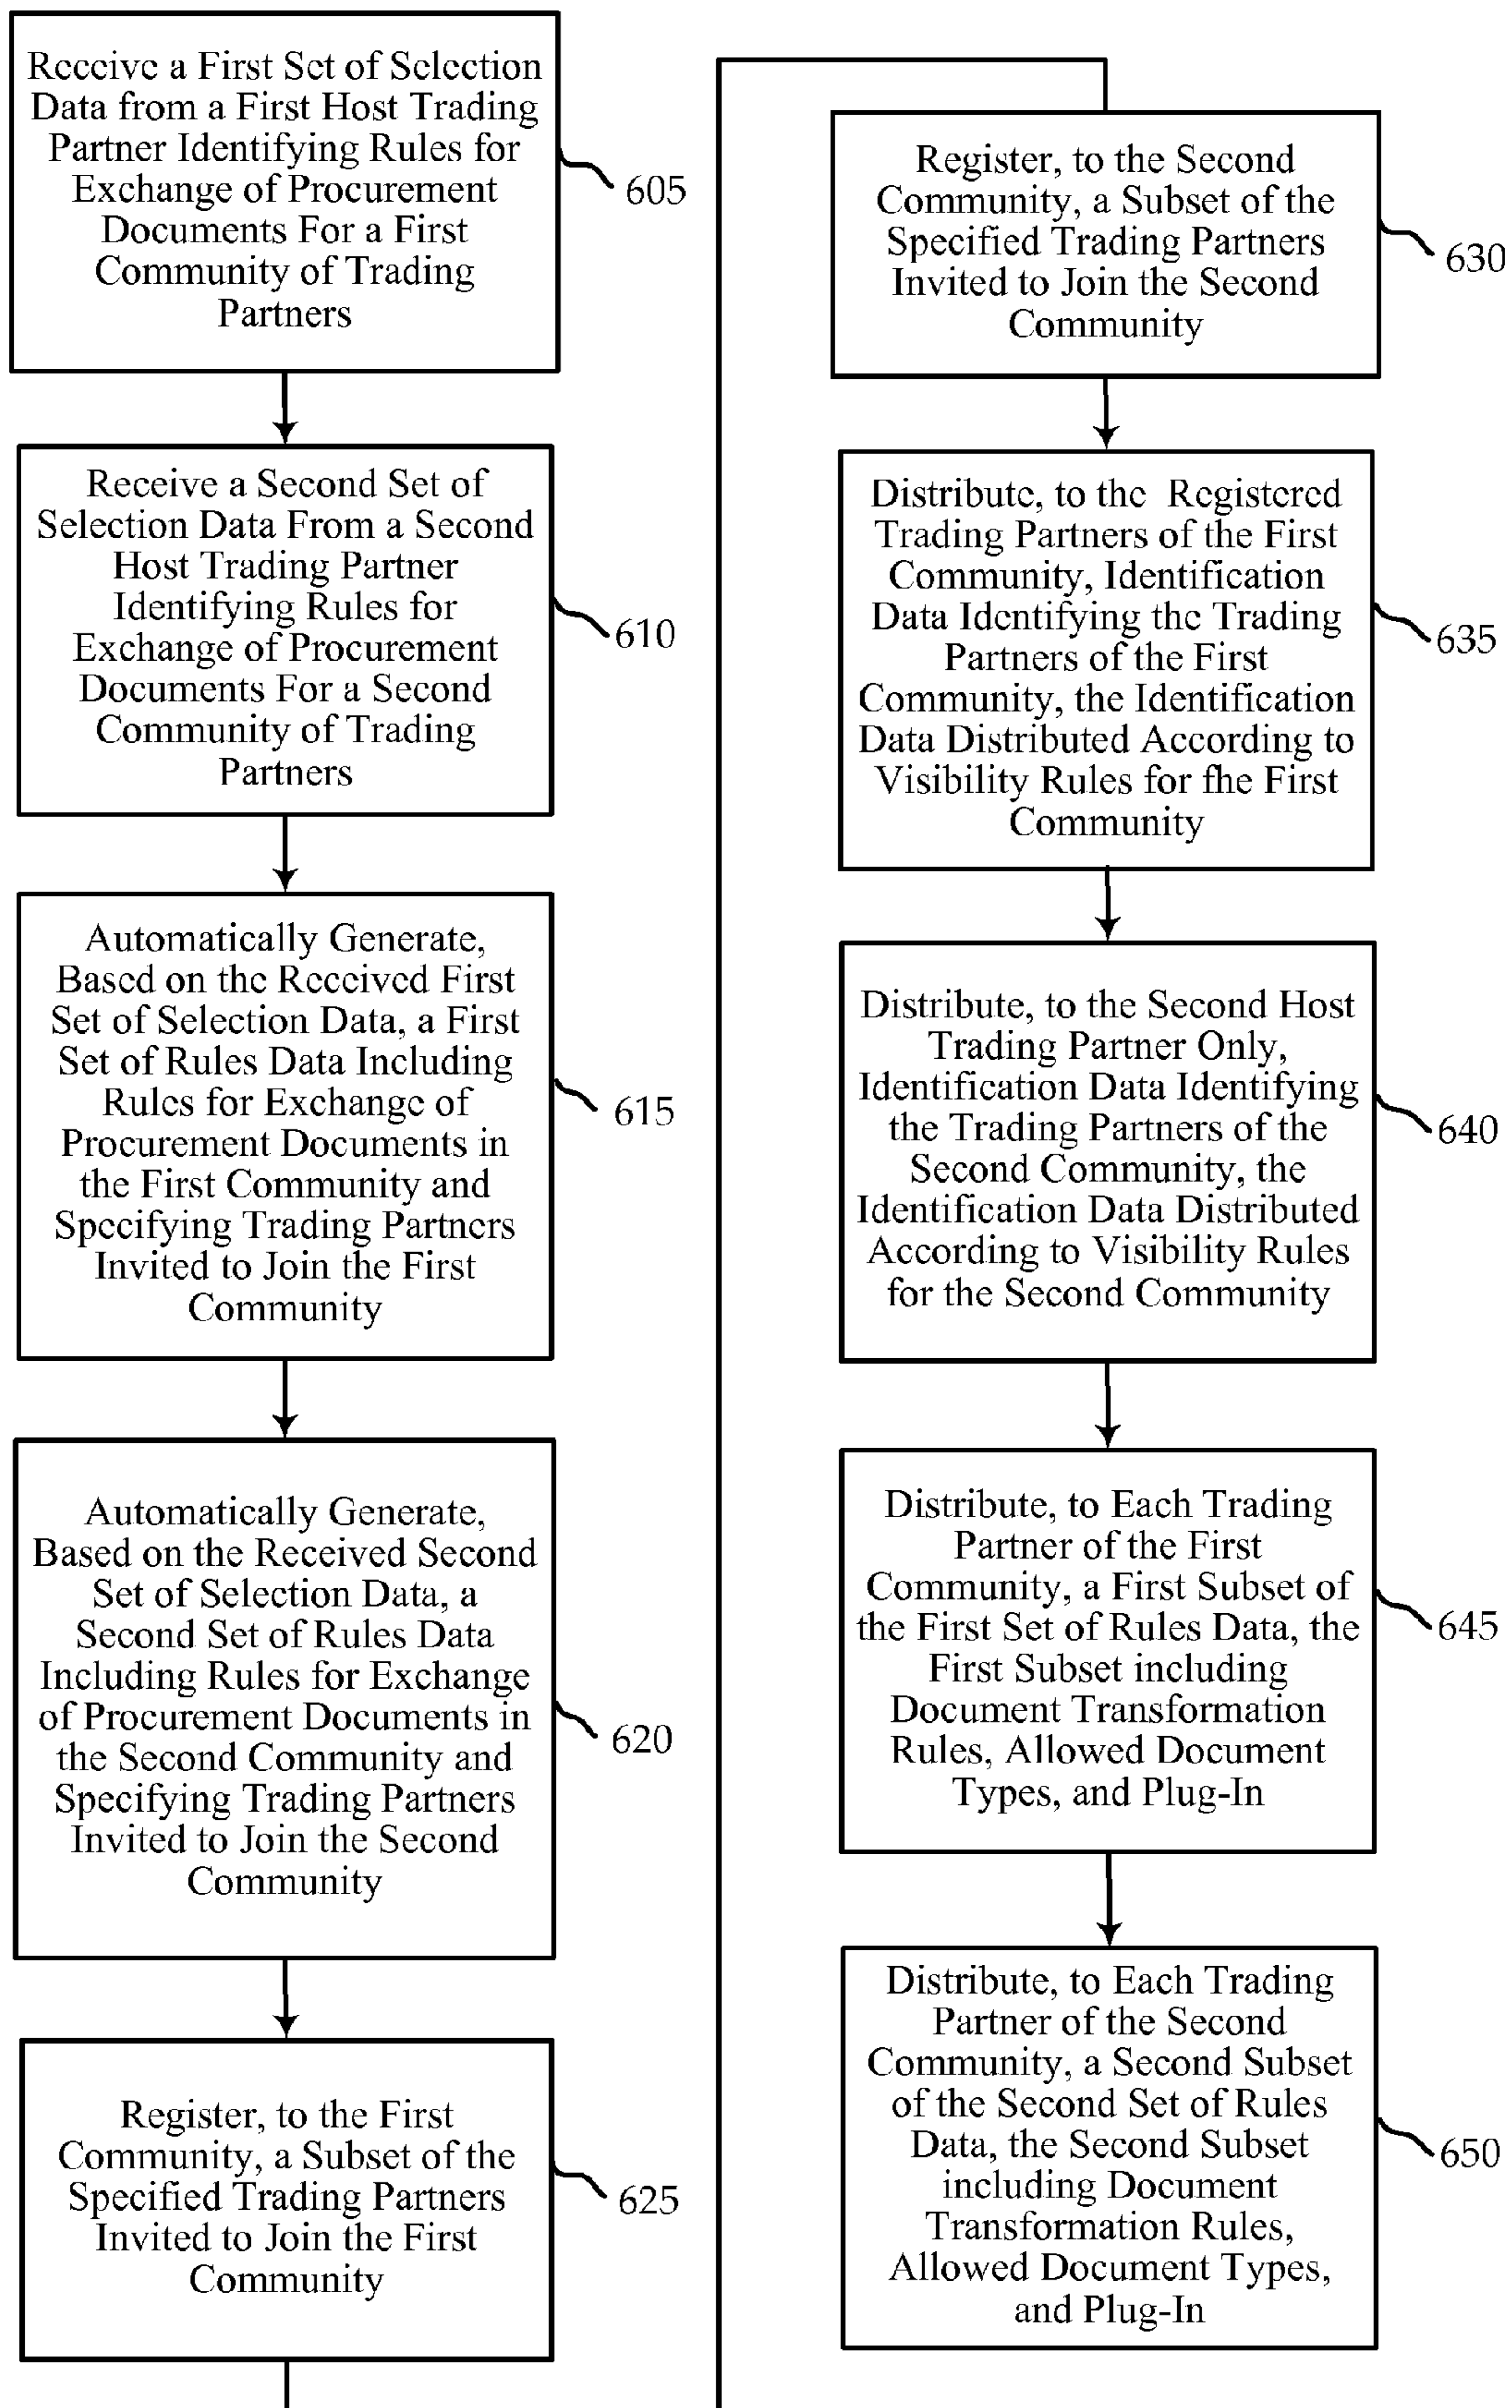 Receive a First Set of Selection
Data from a First Host Trading
Partner Identifying Rules for
Exchange of Procurement
Documents For a First
Community of Trading
Partners
605
Receive a Second Set of
Selection Data From a Second
Host Trading Partner
Identifying Rules for
Exchange of Procurement
Documents For a Second
Community of Trading
Partners
610
Automatically Generate,
Based on the Received First
Set of Selection Data, a First
Set of Rules Data Including
Rules for Exchange of
Procurement Documents in
the First Community and
Specifying Trading Partners
Invited to Join the First
Community
615
Automatically Generate,
Based on the Received Second
Set of Selection Data, a
Second Set of Rules Data
Including Rules for Exchange
of Procurement Documents in
the Second Community and
Specifying Trading Partners
Invited to Join the Second
Community
620
Register, to the First
Community, a Subset of the
Specified Trading Partners
Invited to Join the First
Community
625
Register, to the Second
Community, a Subset of the
Specified Trading Partners
Invited to Join the Second
Community
630
Distribute, to the Registered
Trading Partners of the First
Community, Identification
Data Identifying the Trading
Partners of the First
Community, the Identification
Data Distributed According to
Visibility Rules for fhe First
Community
635
Distribute, to the Second Host
Trading Partner Only,
Identification Data Identifying
the Trading Partners of the
Second Community, the
Identification Data Distributed
According to Visibility Rules
for the Second Community
640
Distribute, to Each Trading
Partner of the First
Community, a First Subset of
the First Set of Rules Data, the
First Subset including
Document Transformation
Rules, Allowed Document
Types, and Plug-In
645
Distribute, to Each Trading
Partner of the Second
Community, a Second Subset
of the Second Set of Rules
Data, the Second Subset
including Document
Transformation Rules,
Allowed Document Types,
and Plug-In
650